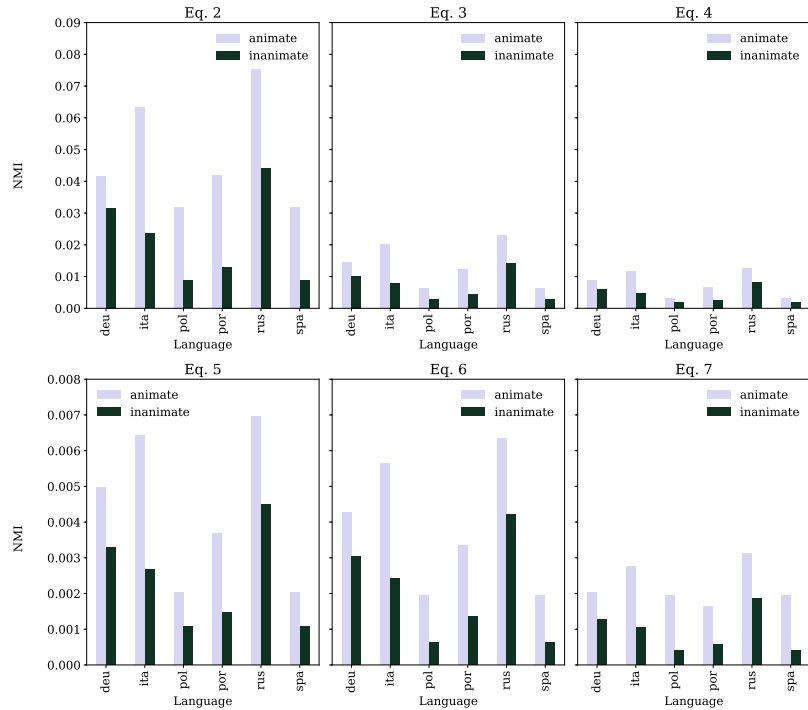 Eq. 2
NMI
0.09
0.08
0.07
0.06
0.05
0.04
0.03
0.02
0.01
0.00
animate
inanimate
deu
ita
pol
por
rus
spa
Language
Eq. 3
animate
inanimate
deu
ita
pol
por
rus
spa
Language
Eq. 4
animate
inanimate
deu
ita
pol
por
rus
spa
Language
Eq. 5
NMI
0.008
0.007
0.006
0.005
0.004
0.003
0.002
0.001
0.000
animate
inanimate
deu
ita
pol
por
rus
spa
Language
Eq. 6
animate
inanimate
deu
ita
pol
por
rus
spa
Language
Eq. 7
animate
inanimate
deu
ita
pol
por
rus
spa
Language